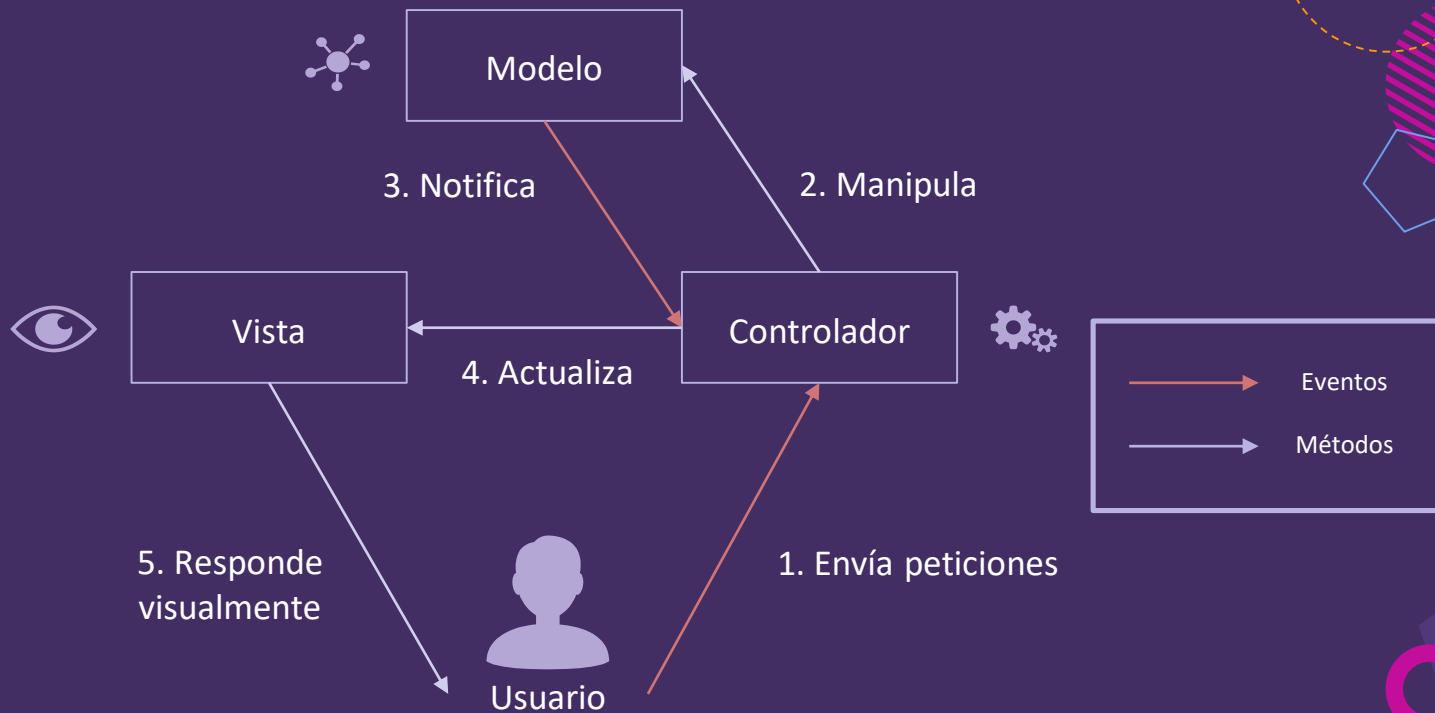 Modelo
3. Notifica
2. Manipula
Vista
Controlador
4. Actualiza
Eventos
Métodos
5. Responde
visualmente
1. Envía peticiones
Usuario